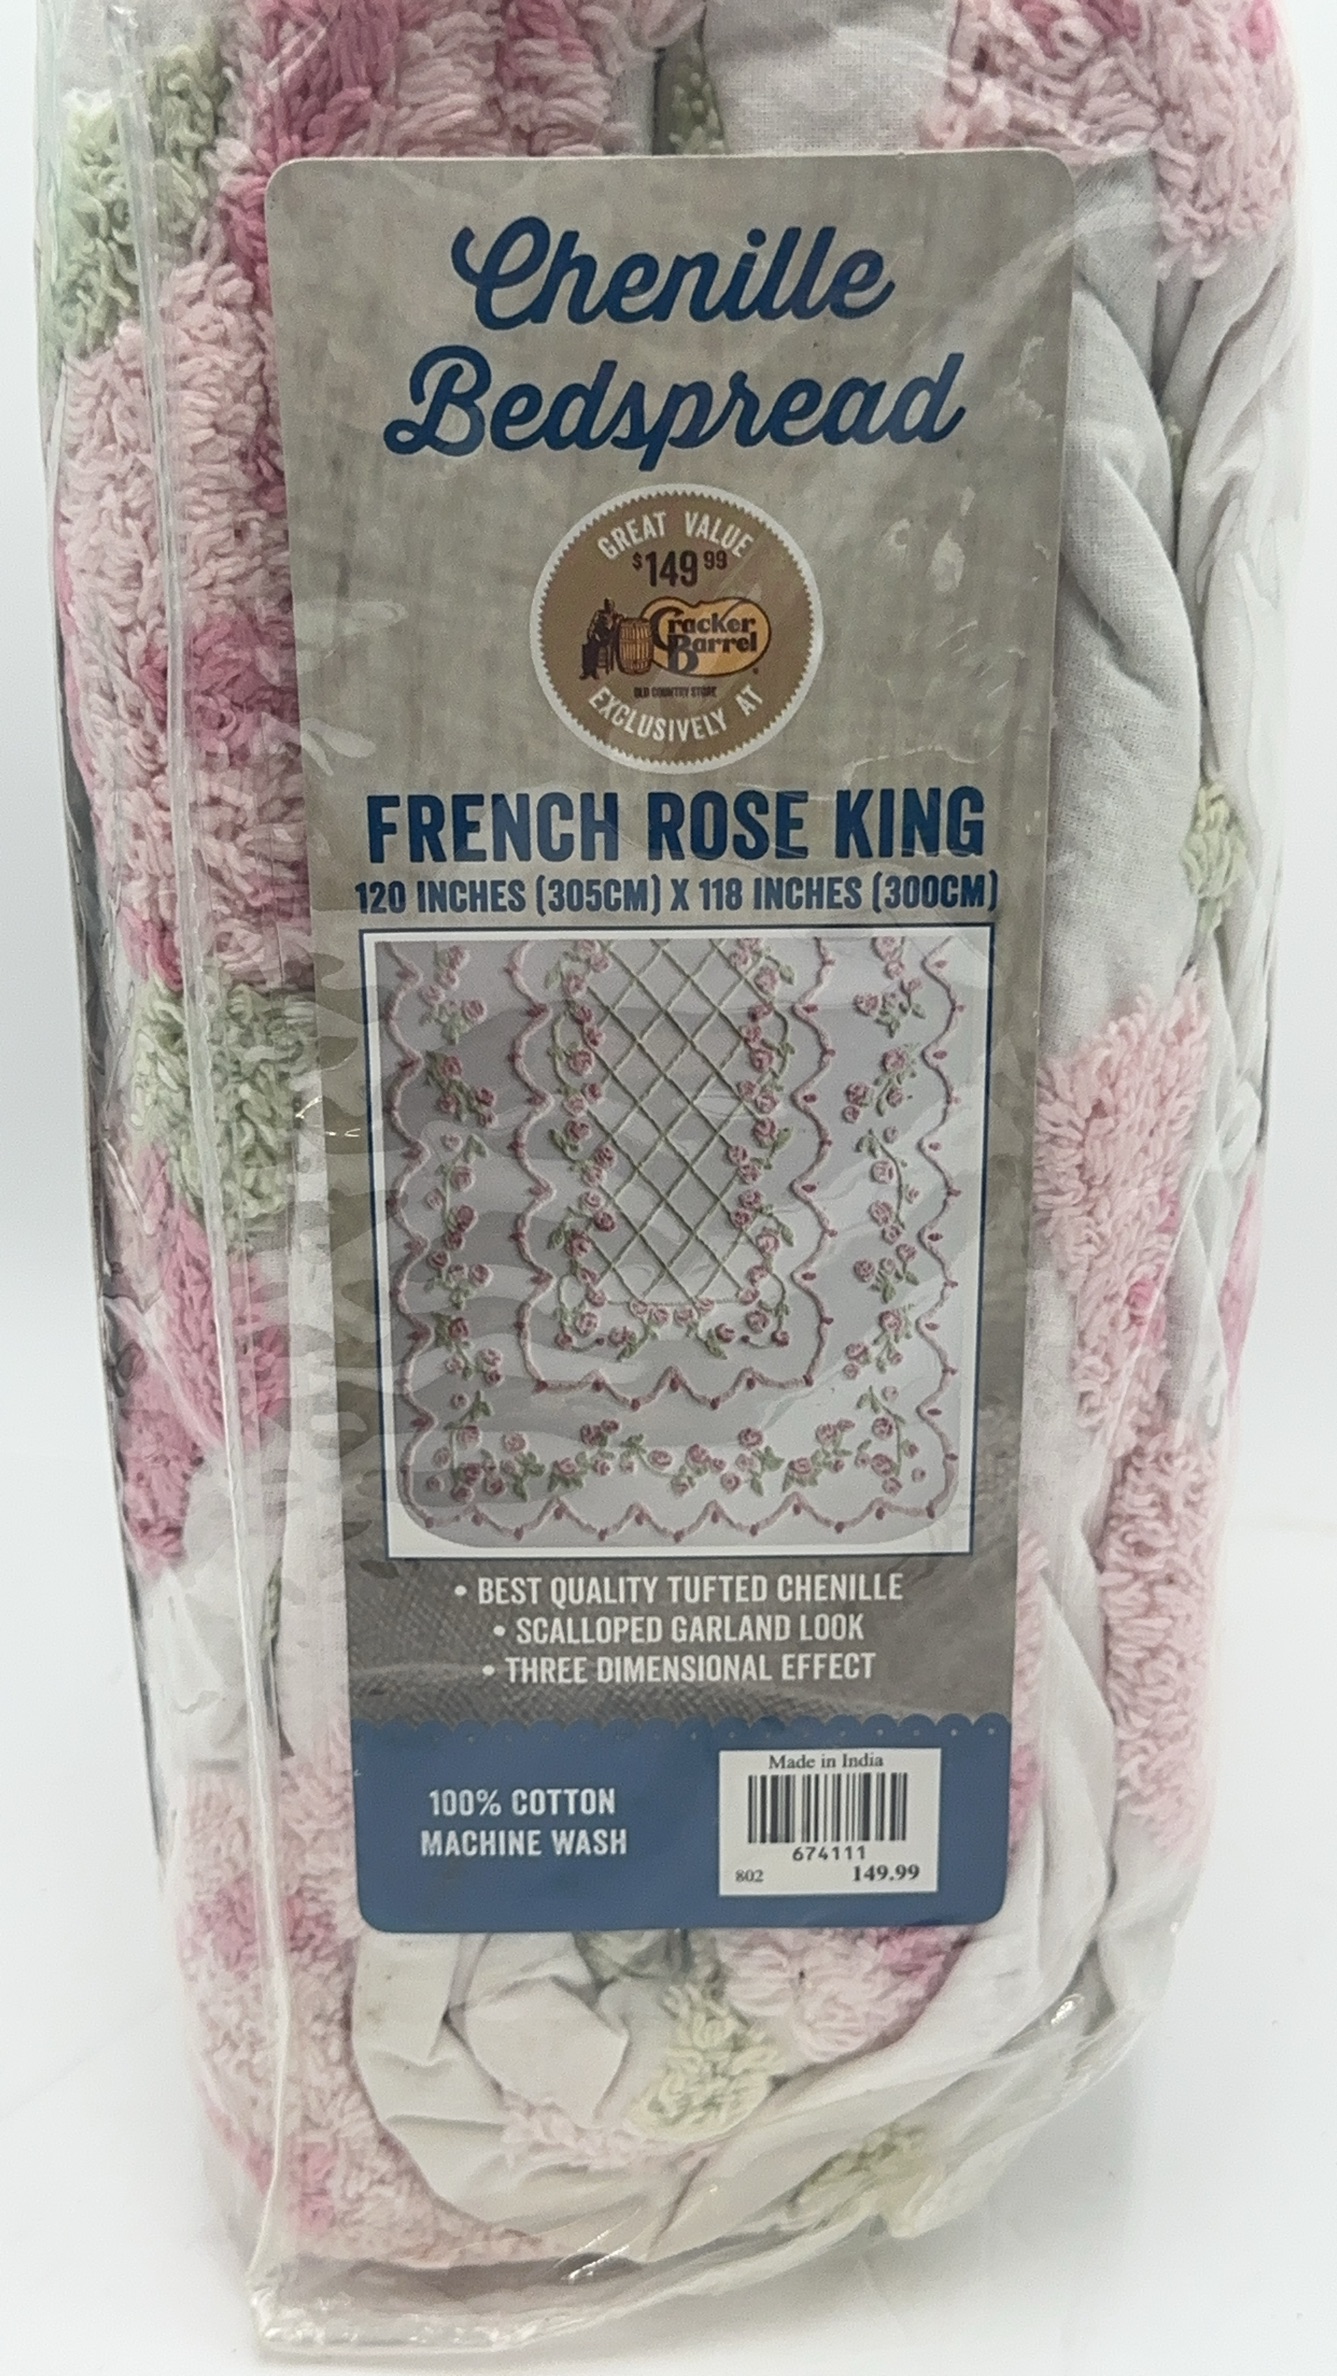 Chenille
Bedspread
GREAT VALUE
$149 99
Cracker
Barrel
OLD COUNTRY STORE
EXCLUSIVELY AT
FRENCH ROSE KING
120 INCHES (305CM) X 118 INCHES (300CM)
• BEST QUALITY TUFTED CHENILLE
• SCALLOPED GARLAND LOOK
• THREE DIMENSIONAL EFFECT
100% COTTON
MACHINE WASH
Made in India
674111
802 149.99